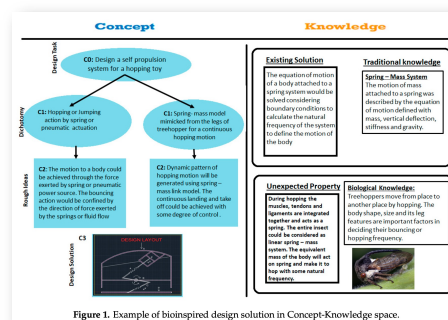 Concept
Knowledge
Design Task
C0: Design a self propulsion
system for a hopping toy
Dichotomy
C1: Hopping or Jumping
action by spring or
pneumatic actuation
C1: Spring- mass model
mimicked from the legs of
treehopper for a continuous
hopping motion
Rough Ideas
C2: The motion to a body could
be achieved through the force
exerted by spring or pneumatic
power source. The bouncing
action would be confined by
the direction of force exerted
by the springs or fluid flow
C2: Dynamic pattern of
hopping motion will be
generated using spring –
mass link model. The
continuous landing and take
off could be achieved with
some degree of control .
Design Solution
C3
DESIGN LAYOUT
Existing Solution
The equation of motion
of a body attached to a
spring system would be
solved considering
boundary conditions to
calculate the natural
frequency of the system
to define the motion of
the body
Traditional knowledge
Spring – Mass System
The motion of mass
attached to a spring was
described by the equation
of motion defined with
mass, vertical deflection,
stiffness and gravity.
Unexpected Property
During hopping the
muscles, tendons and
ligaments are integrated
together and acts as a
spring. The entire insect
could be considered as
linear spring – mass
system. The equivalent
mass of the body will act
on spring and make it to
hop with some natural
frequency.
Biological Knowledge:
Treehoppers move from place to
another place by hopping. The
body shape, size and its leg
features are important factors in
deciding their bouncing or
hopping frequency.
Figure 1. Example of bioinspired design solution in Concept-Knowledge space.